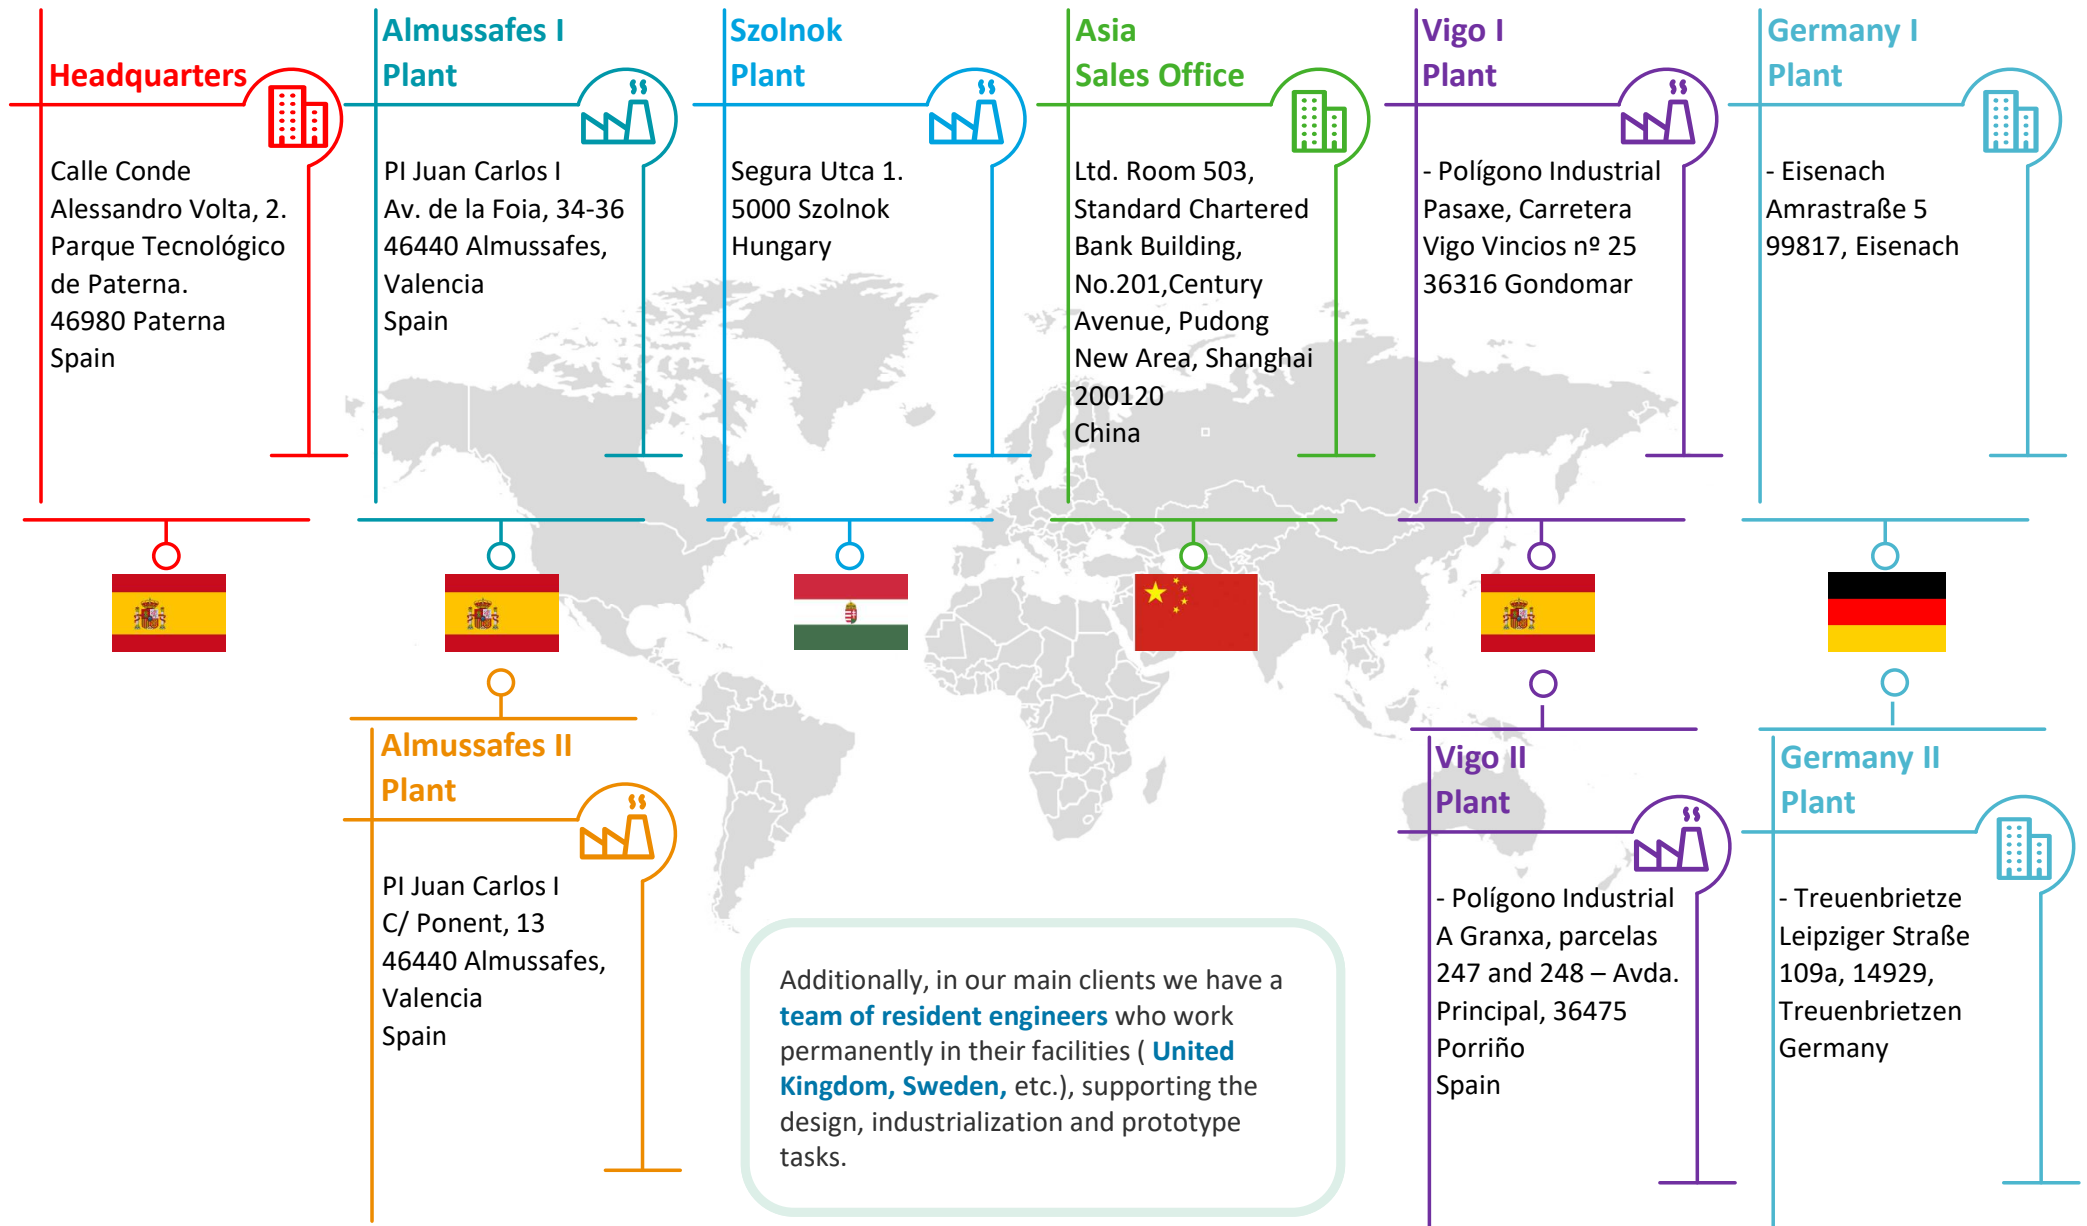 Headquarters
Calle Conde
Alessandro Volta, 2.
Parque Tecnológico
de Paterna.
46980 Paterna
Spain
Almussafes I
Plant
PI Juan Carlos I
Av. de la Foia, 34-36
46440 Almussafes,
Valencia
Spain
Szolnok
Plant
Segura Utca 1.
5000 Szolnok
Hungary
Asia
Sales Office
Ltd. Room 503,
Standard Chartered
Bank Building,
No.201,Century
Avenue, Pudong
New Area, Shanghai
200120
China
Vigo I
Plant
- Polígono Industrial
Pasaxe, Carretera
Vigo Vincios nº 25
36316 Gondomar
Germany I
Plant
- Eisenach
Amrastraße 5
99817, Eisenach
Almussafes II
Plant
PI Juan Carlos I
C/ Ponent, 13
46440 Almussafes,
Valencia
Spain
Additionally, in our main clients we have a
team of resident engineers who work
permanently in their facilities ( United
Kingdom, Sweden, etc.), supporting the
design, industrialization and prototype
tasks.
Vigo II
Plant
- Polígono Industrial
A Granxa, parcelas
247 and 248 – Avda.
Principal, 36475
Porriño
Spain
Germany II
Plant
- Treuenbrietze
Leipziger Straße
109a, 14929,
Treuenbrietzen
Germany